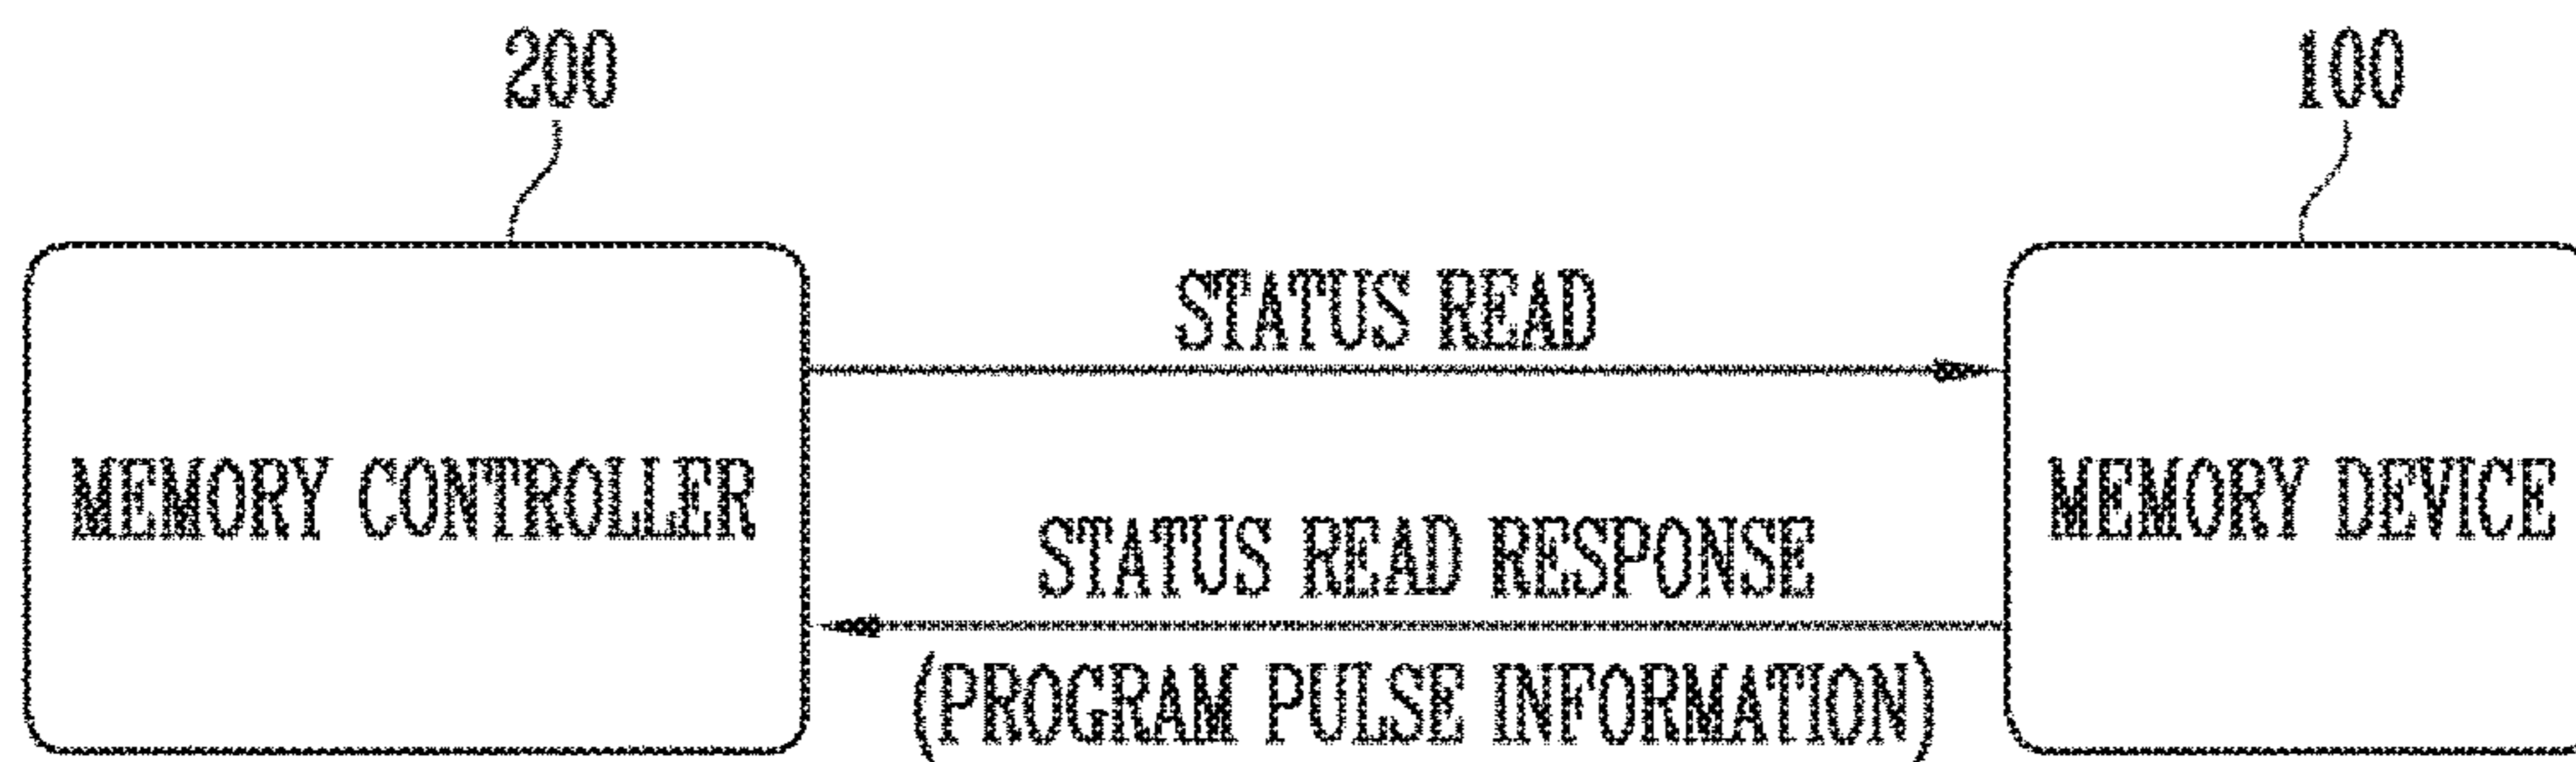 200
100
STATUS READ
MEMORY CONTROLLER
MEMORY DEVICE
STATUS READ RESPONSE
(PROGRAM PULSE INFORMATION)